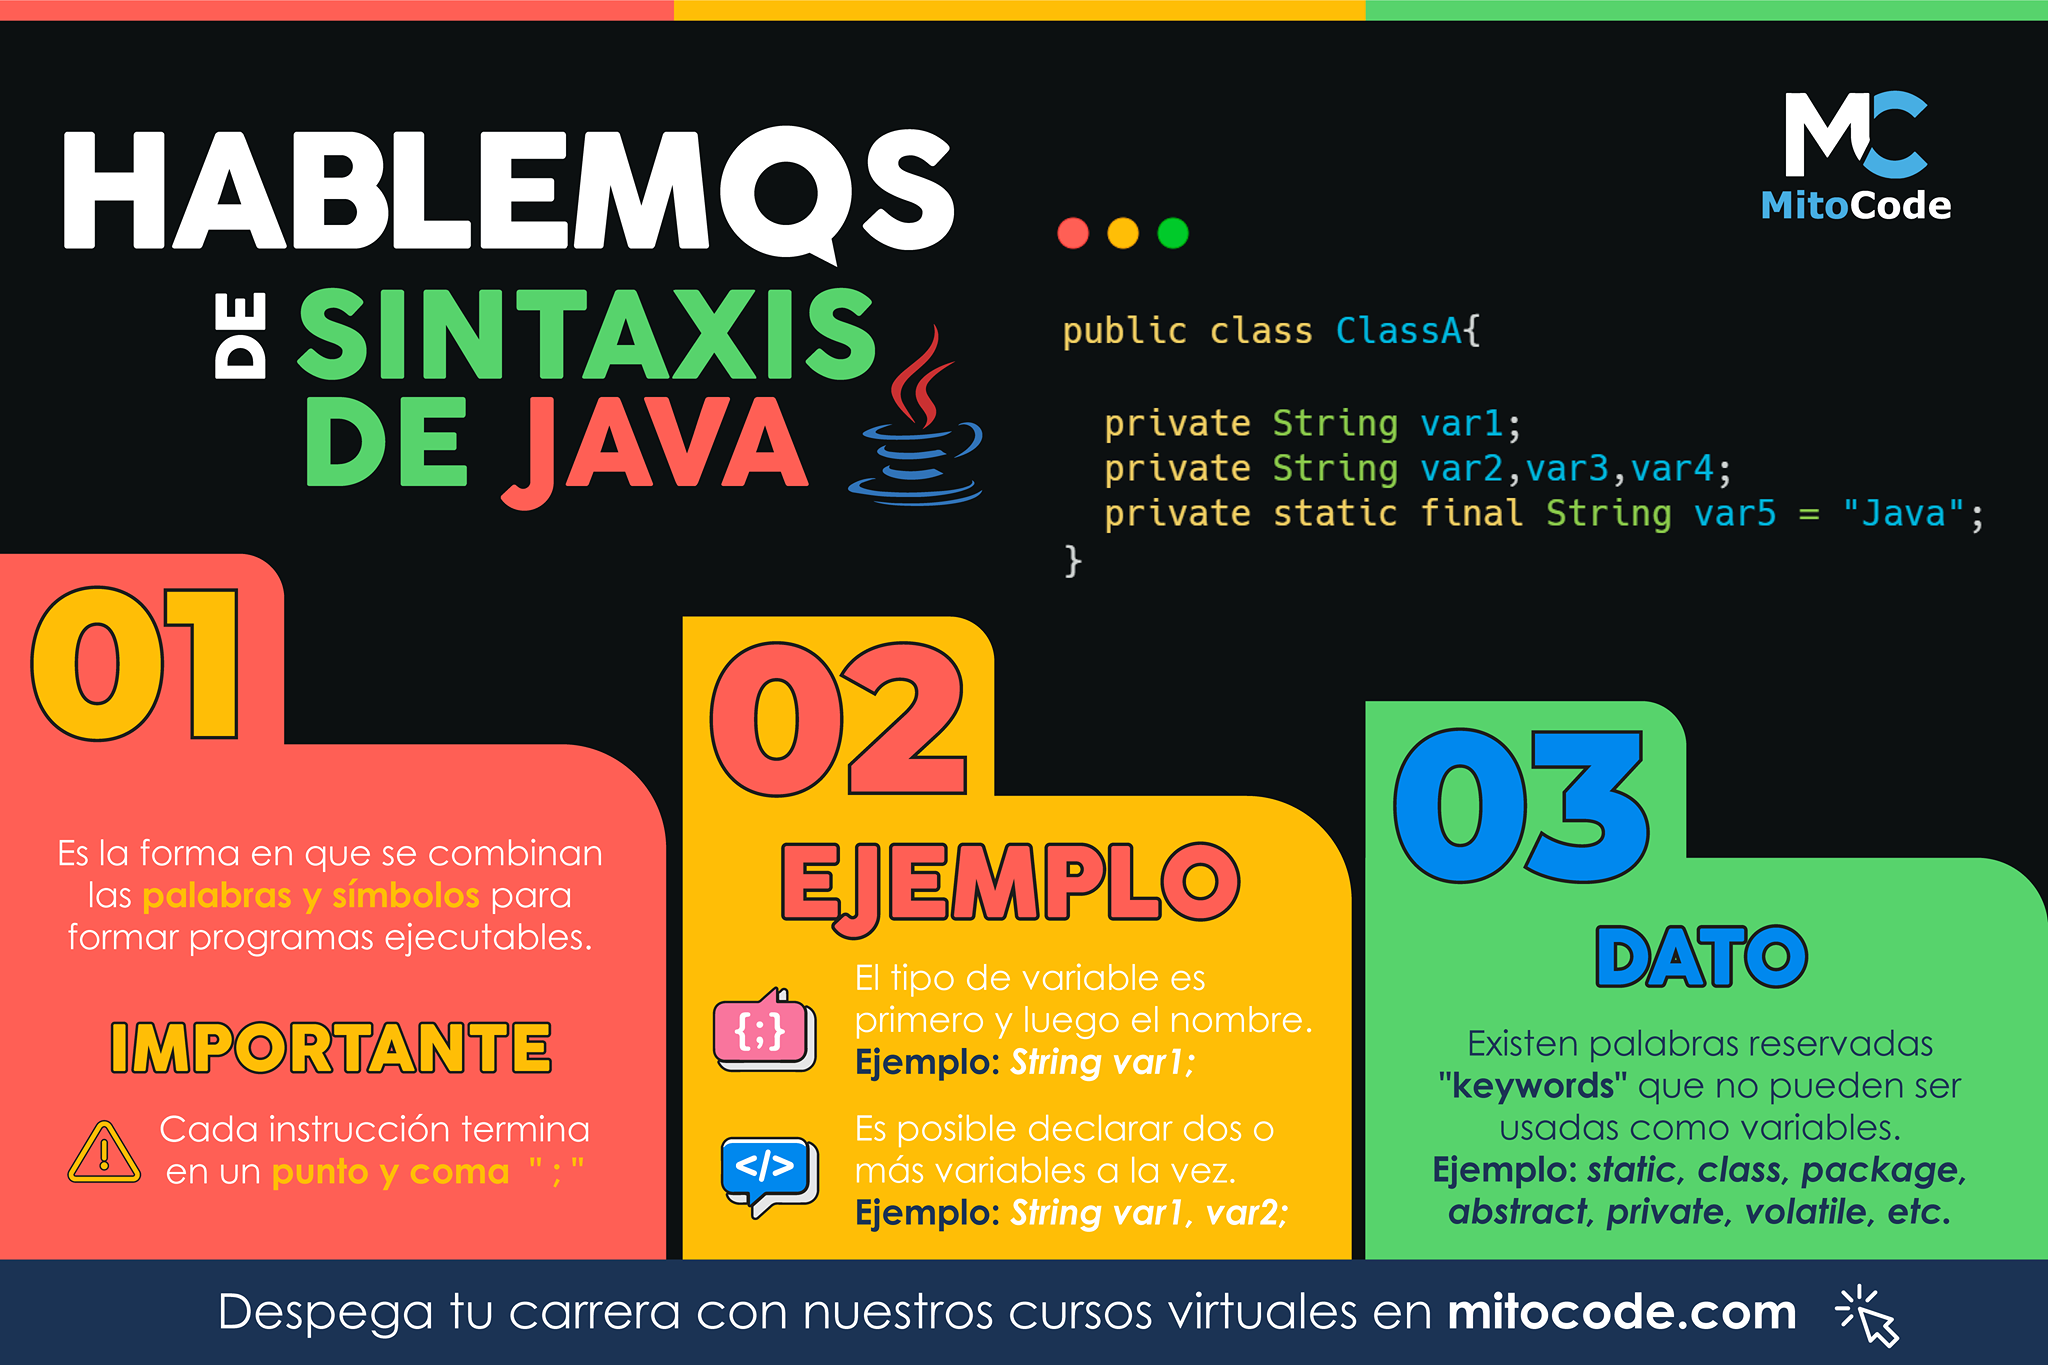 HABLEMOS
DE SINTAXIS
DE JAVA
MC
MitoCode
public class ClassA{
private String var1;
private String var2,var3,var4;
private static final String var5 = "Java";
}
01
Es la forma en que se combinan
las palabras y símbolos para
formar programas ejecutables.
IMPORTANTE
Cada instrucción termina
en un punto y coma " ; "
02
EJEMPLO
{;}
El tipo de variable es
primero y luego el nombre.
Ejemplo: String var1;
</>
Es posible declarar dos o
más variables a la vez.
Ejemplo: String var1, var2;
03
DATO
Existen palabras reservadas
"keywords" que no pueden ser
usadas como variables.
Ejemplo: static, class, package,
abstract, private, volatile, etc.
Despega tu carrera con nuestros cursos virtuales en mitocode.com